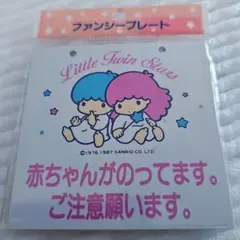 ファンシープレート
Little Twin Stars
©1976,1987 SANRIO CO.,LTD.
赤ちゃんがのってます。
ご注意願います。